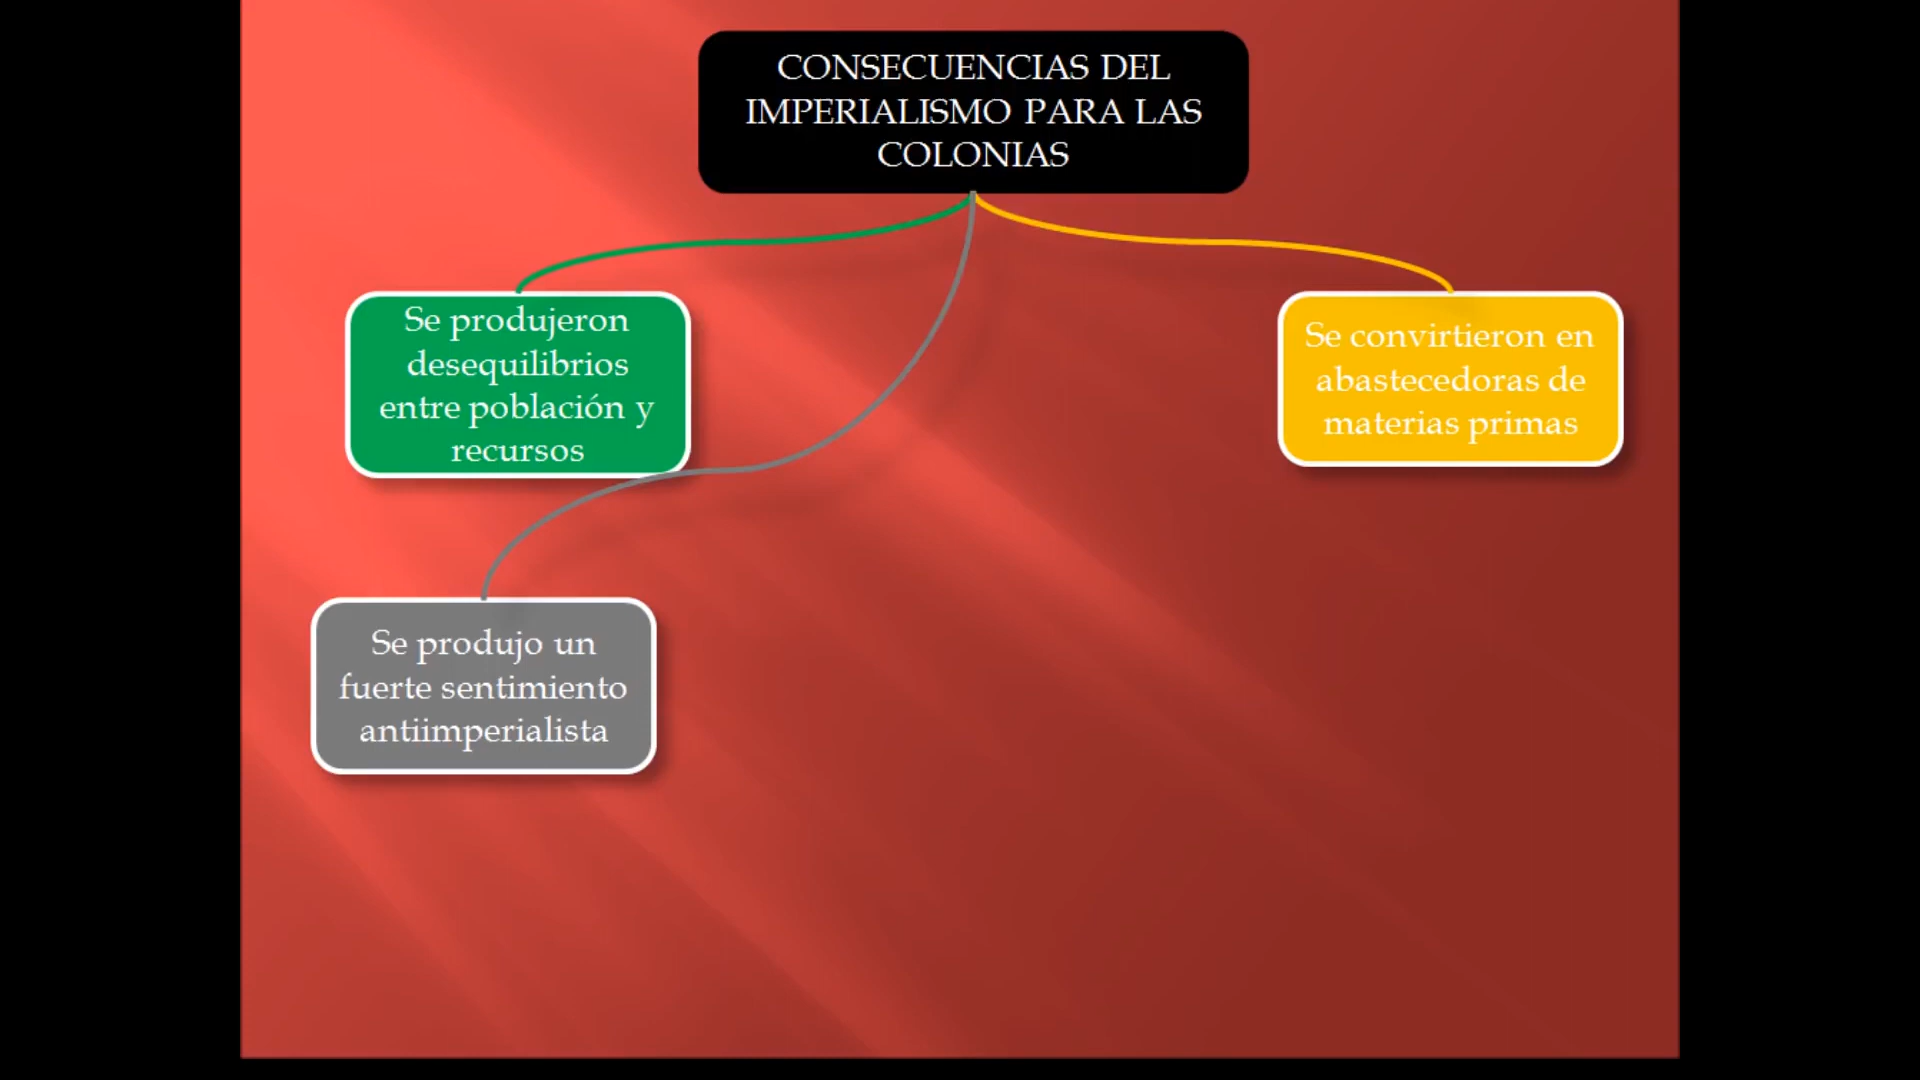 CONSECUENCIAS DEL
IMPERIALISMO PARA LAS
COLONIAS
Se produjeron
desequilibrios
entre población y
recursos
Se convirtieron en
abastecedoras de
materias primas
Se produjo un
fuerte sentimiento
antiimperialista